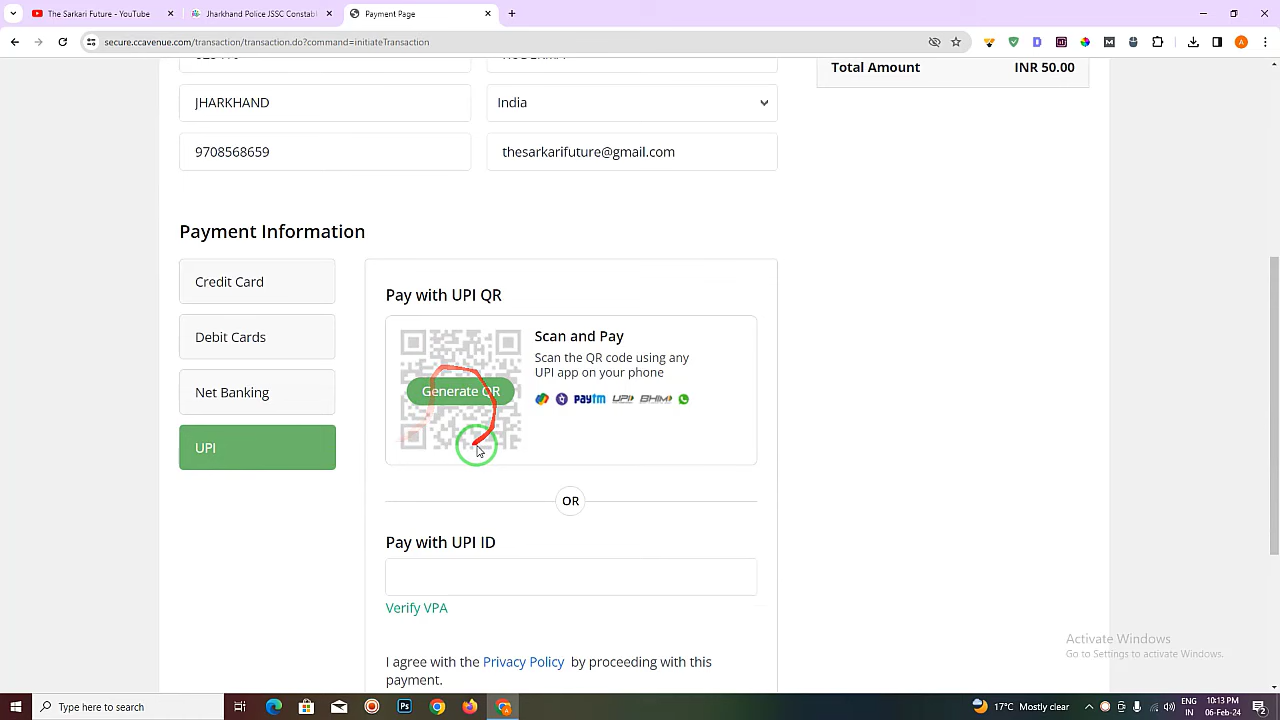 The Sarkari Future - YouTube
Jharkhand Police JSSC Constabl
Payment Page
secure.ccavenue.com/transaction/transaction.do?command=initiateTransaction
Total Amount
INR 50.00
JHARKHAND
India
9708568659
thesarkarifuture@gmail.com
Payment Information
Credit Card
Debit Cards
Net Banking
UPI
Pay with UPI QR
Generate QR
Scan and Pay
Scan the QR code using any
UPI app on your phone
paytm UPI BHIM
OR
Pay with UPI ID
Verify VPA
I agree with the Privacy Policy by proceeding with this
payment.
Activate Windows
Go to Settings to activate Windows.
Type here to search
Ps
17°C Mostly clear
ENG
IN
10:13 PM
06-Feb-24
2